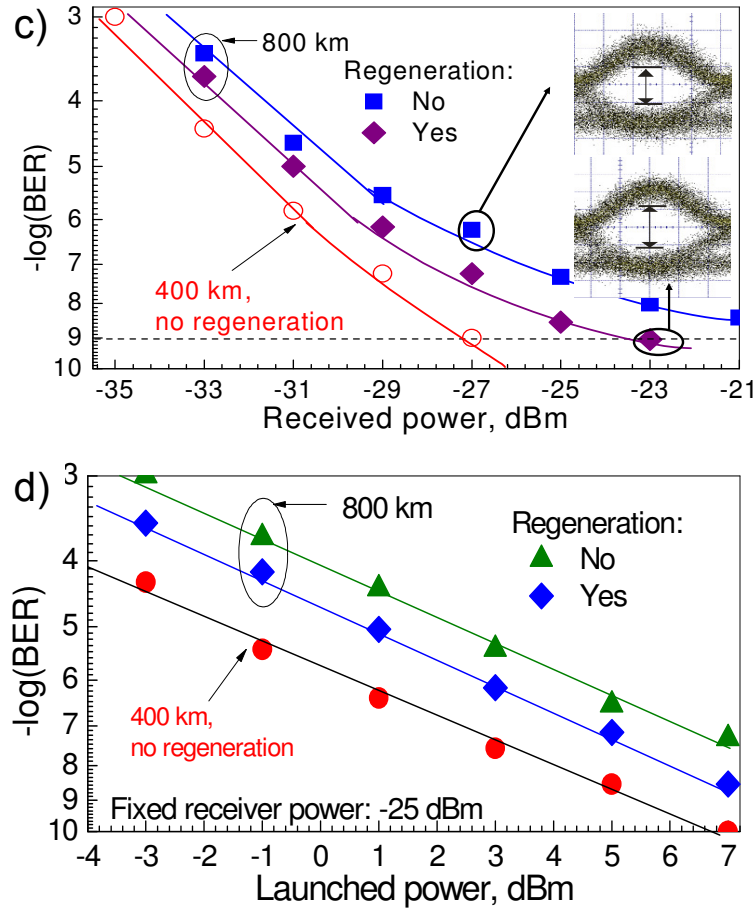 c)
3
4
5
6
7
8
9
10
-log(BER)
800 km
Regeneration:
No
Yes
400 km,
no regeneration
-35 -33 -31 -29 -27 -25 -23 -21
Received power, dBm
d)
3
4
5
6
7
8
9
10
-log(BER)
800 km
Regeneration:
No
Yes
400 km,
no regeneration
Fixed receiver power: -25 dBm
-4 -3 -2 -1 0 1 2 3 4 5 6 7
Launched power, dBm